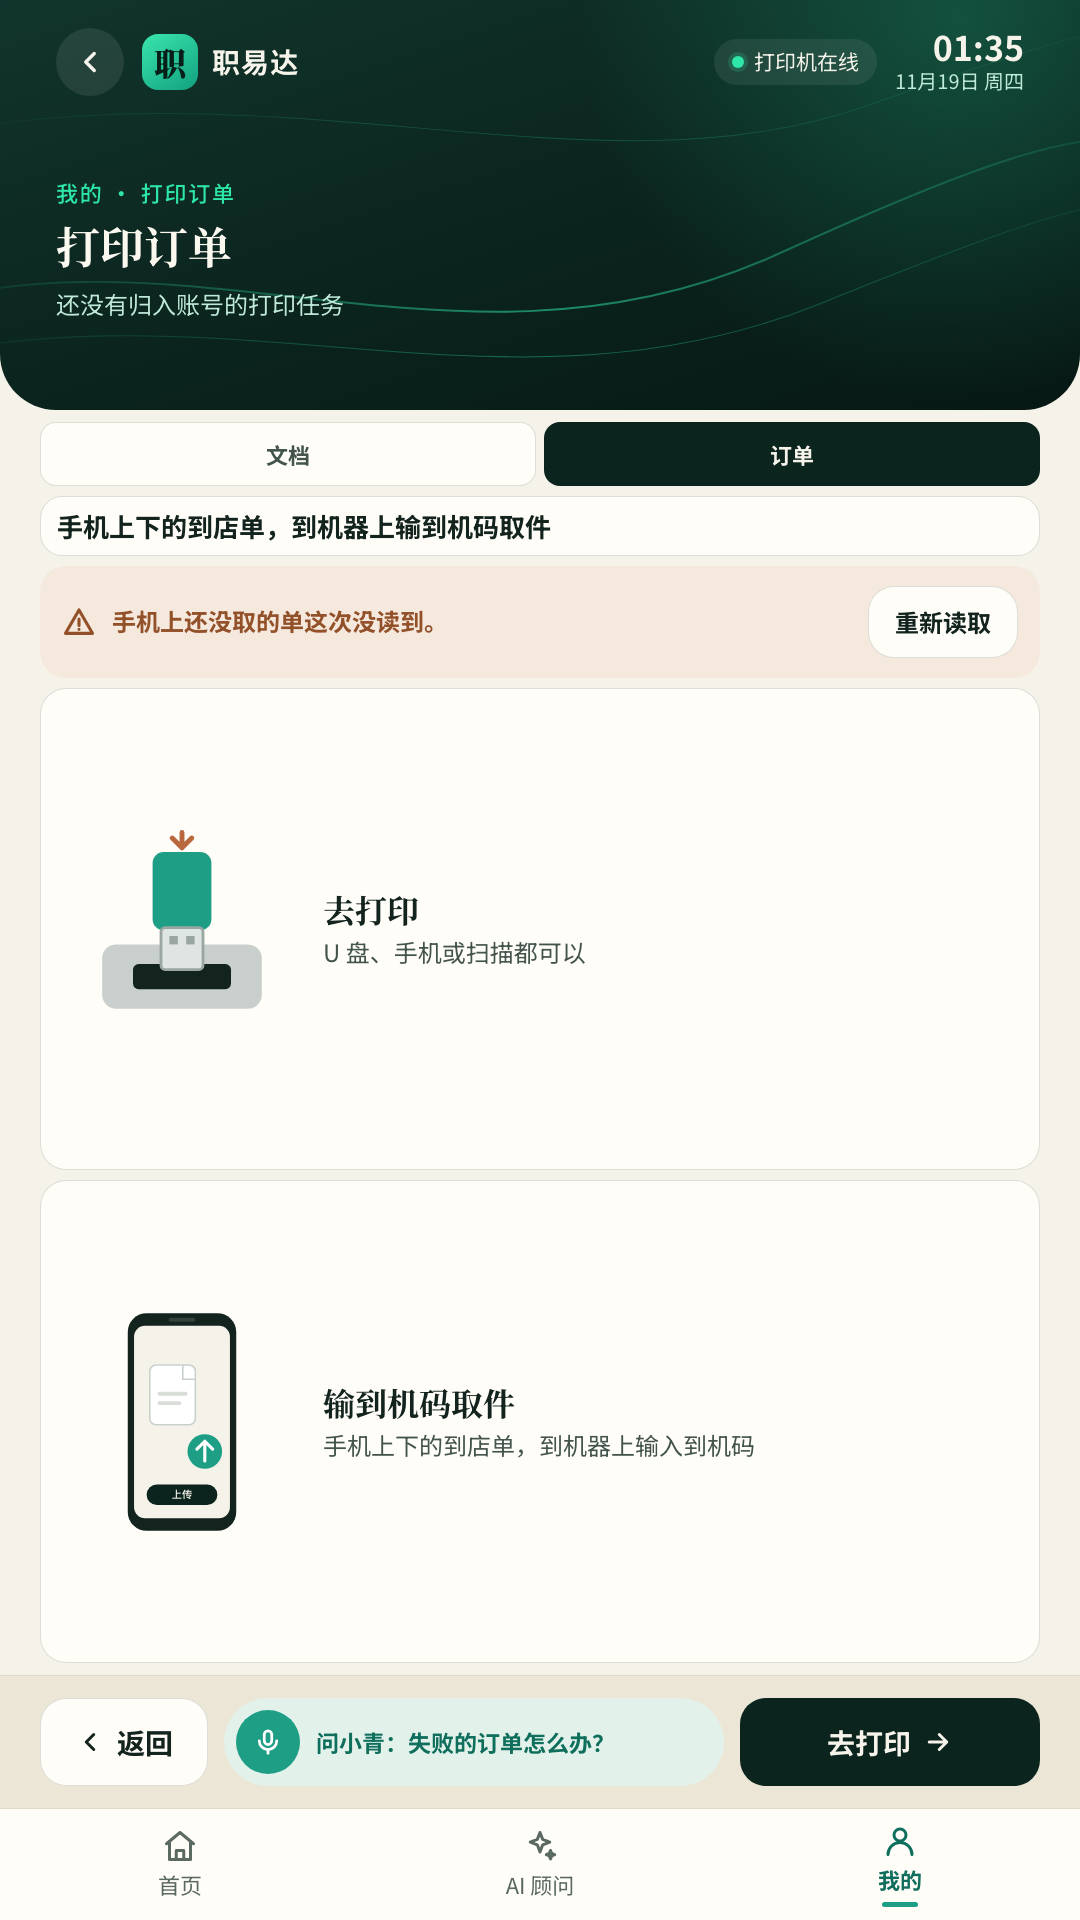 职 职易达
打印机在线
01:35
11月19日 周四
我的 · 打印订单
打印订单
还没有归入账号的打印任务
文档
订单
手机上下的到店单，到机器上输到机码取件
手机上还没取的单这次没读到。
重新读取
去打印
U 盘、手机或扫描都可以
上传
输到机码取件
手机上下的到店单，到机器上输入到机码
返回
问小青：失败的订单怎么办？
去打印
首页
AI 顾问
我的